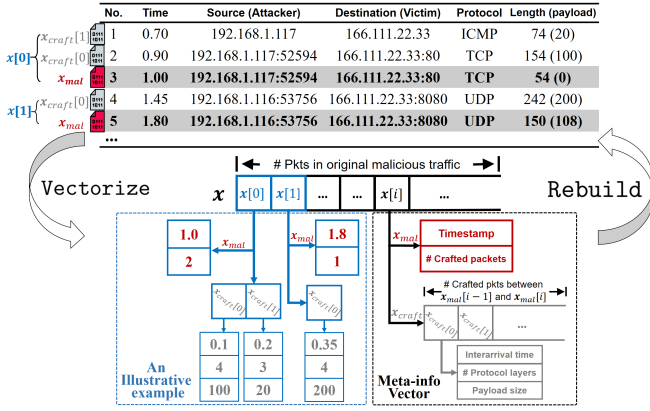 No. Time Source (Attacker) Destination (Victim) Protocol Length (payload)
x_craft[1] 1 0.70 192.168.1.117 166.111.22.33 ICMP 74 (20)
x[0] x_craft[0] 2 0.90 192.168.1.117:52594 166.111.22.33:80 TCP 154 (100)
x_mal 3 1.00 192.168.1.117:52594 166.111.22.33:80 TCP 54 (0)
x[1] x_craft[0] 4 1.45 192.168.1.116:53756 166.111.22.33:8080 UDP 242 (200)
x_mal 5 1.80 192.168.1.116:53756 166.111.22.33:8080 UDP 150 (108)
...
# Pkts in original malicious traffic
Vectorize
Rebuild
x x[0] x[1] ... ... x[i] ...
1.0
2
x_mal
x_mal
1.8
1
x_craft[0] x_craft[1]
x_craft[0]
0.1 0.2 0.35
4 3 4
100 20 200
An
Illustrative
example
x_mal
Timestamp
# Crafted packets
# Crafted pkts between
x_mal[i − 1] and x_mal[i]
x_craft
x_craft[0] x_craft[1] ...
Interarrival time
# Protocol layers
Payload size
Meta-info
Vector